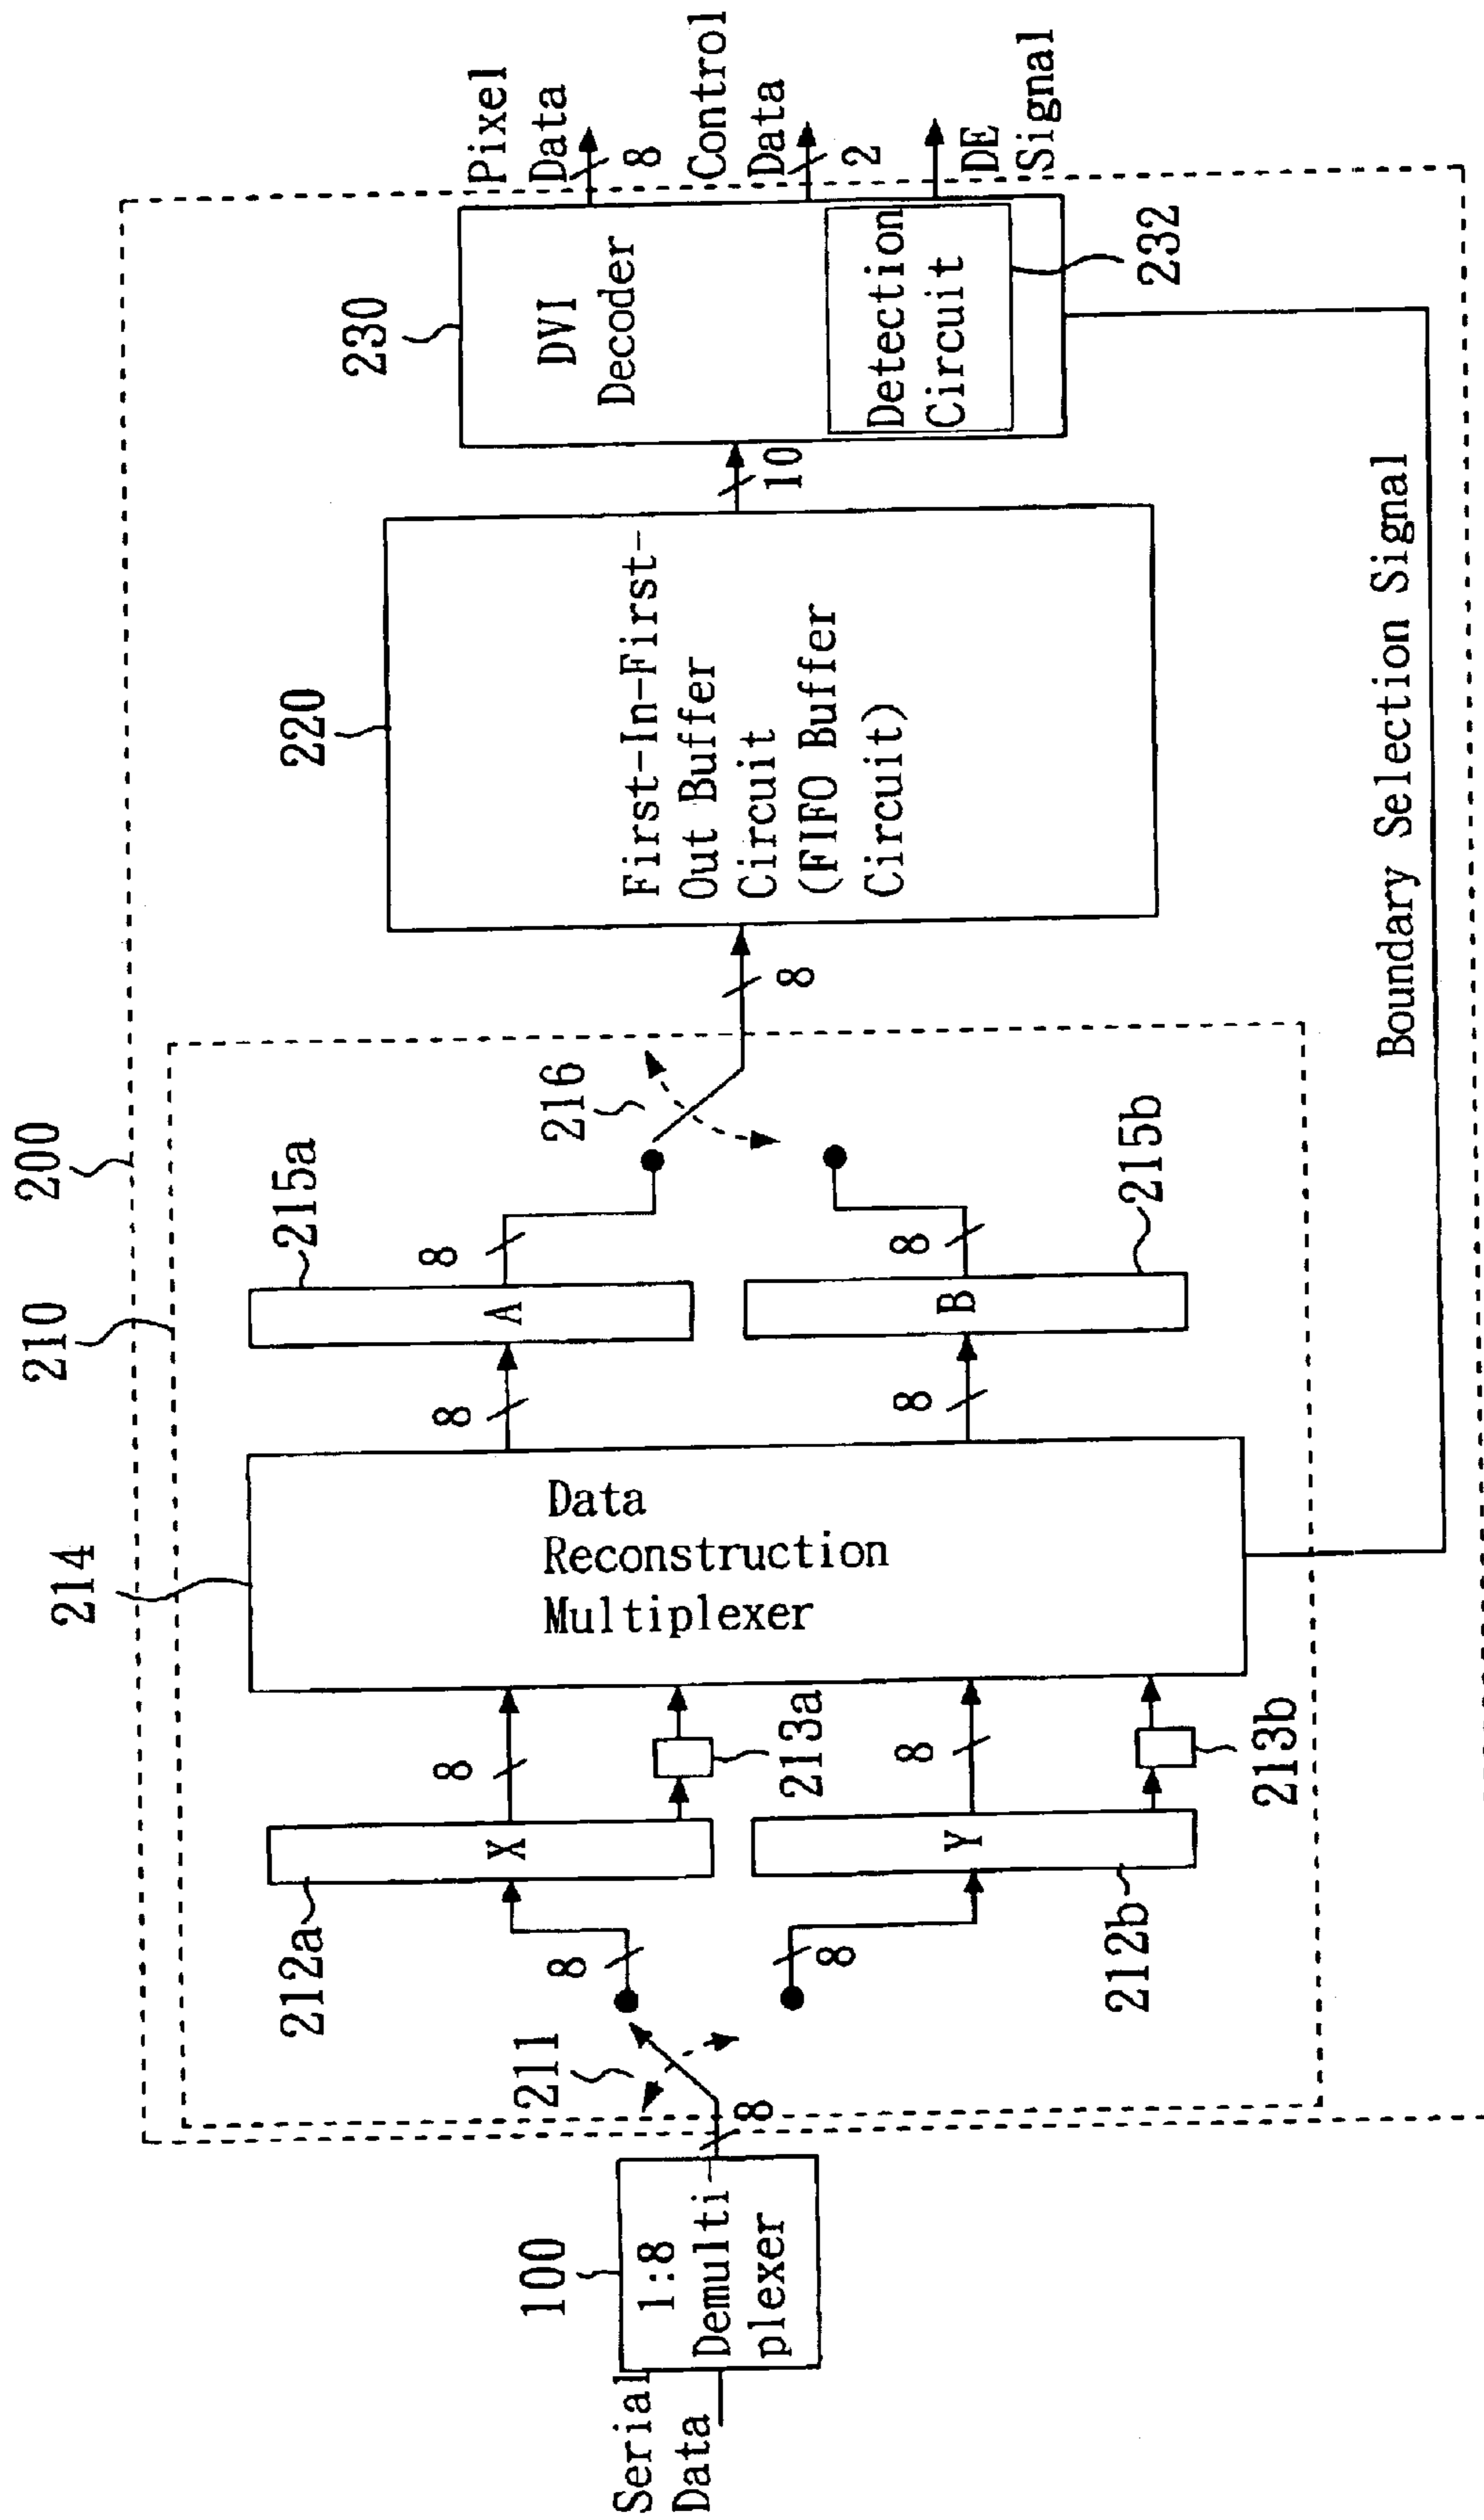 200
210
214
220
230
212a
215a
100
211
216
Serial
Data
1:8
Demulti-
plexer
8
8
8
X
8
213a
8
Y
8
212b
213b
Data
Reconstruction
Multiplexer
8
A
8
8
B
8
215b
8
First-In-First-
Out Buffer
Circuit
(FIFO Buffer
Circuit)
10
DVI
Decoder
Detection
Circuit
232
Pixel
Data
8
Control
Data
2
DE
Signal
Boundary Selection Signal